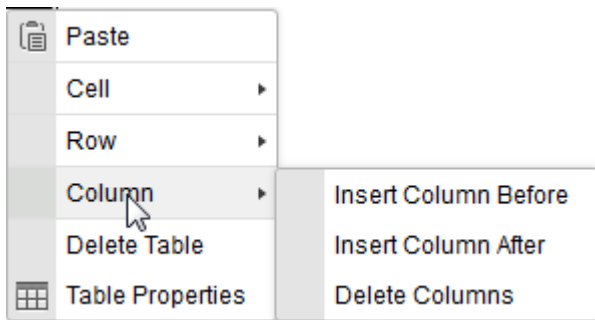 Paste
Cell
Row
Column
Delete Table
Table Properties
Insert Column Before
Insert Column After
Delete Columns